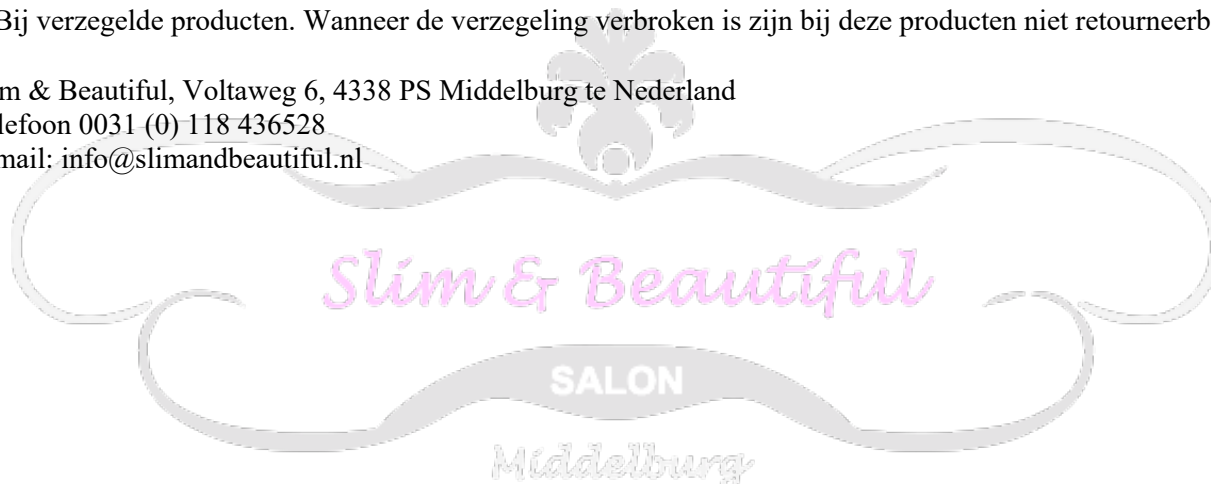 Bij verzegelde producten. Wanneer de verzegeling verbroken is zijn bij deze producten niet retourneerb
m & Beautiful, Voltaweg 6, 4338 PS Middelburg te Nederland
lefoon 0031 (0) 118 436528
mail: info@slimandbeautiful.nl
Slim & Beautiful
SALON
Middelburg